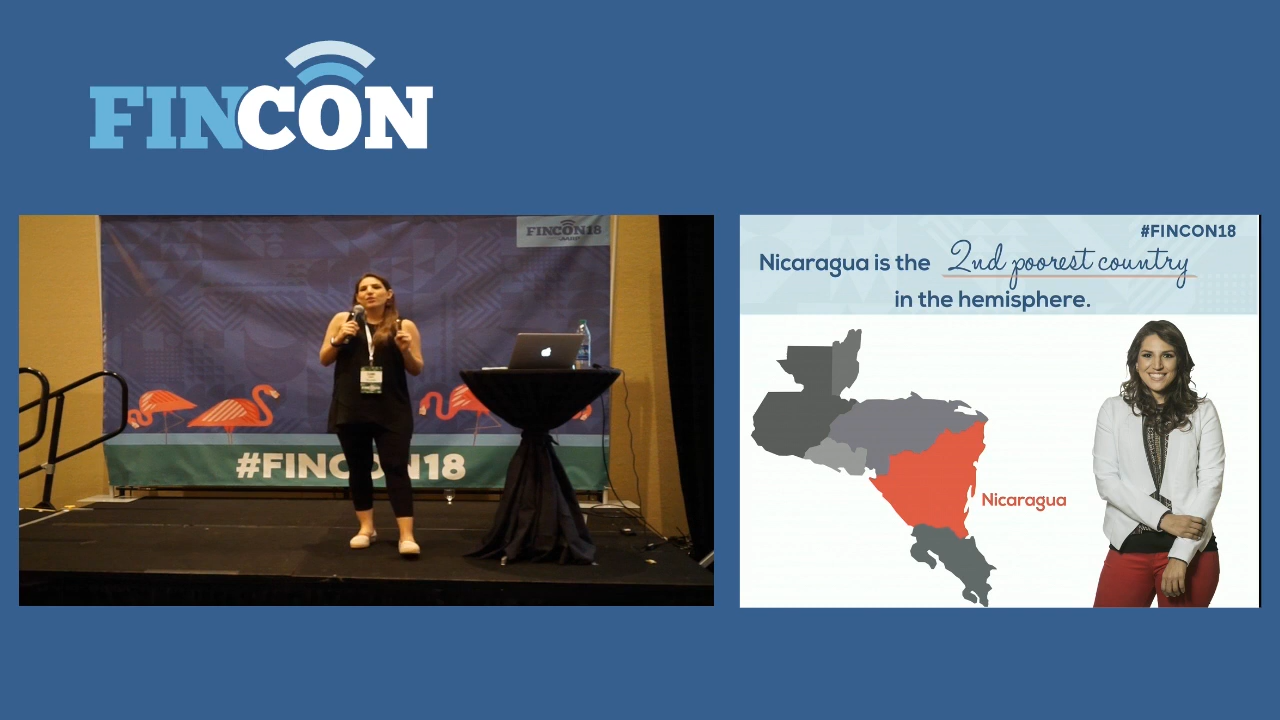 FINCON
FINCON18
#FINCON18
#FINCON18
Nicaragua is the 2nd poorest country
in the hemisphere.
Nicaragua